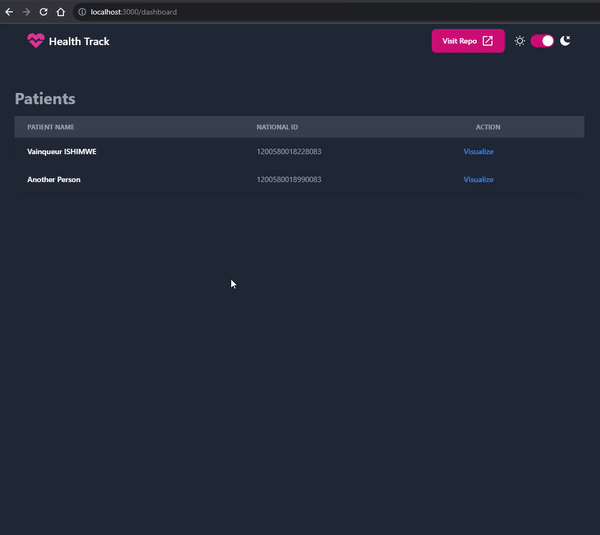 localhost:3000/dashboard
Health Track
Visit Repo
Patients
PATIENT NAME NATIONAL ID ACTION
Vainqueur ISHIMWE 1200580018228083 Visualize
Another Person 1200580018990083 Visualize